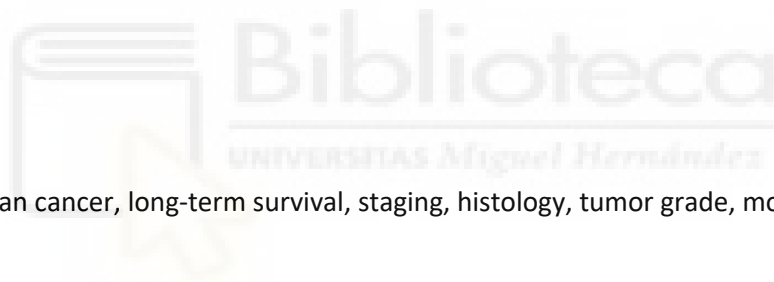 Biblioteca
UNIVERSITAS Miguel Hernández
an cancer, long-term survival, staging, histology, tumor grade, mo